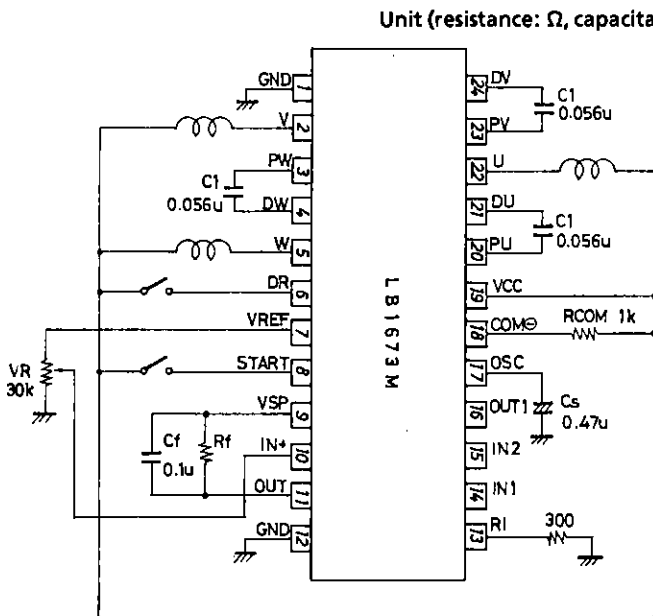 Unit (resistance: Ω, capacita
GND 1
V 2
PW 3
C1
0.056u
DW 4
W 5
DR 6
VREF 7
VR
30k
START 8
VSP 9
Cf
0.1u
Rf
IN+ 10
OUT 11
GND 12
LB1673M
24 DV
C1
0.056u
23 PV
22 U
21 DU
C1
0.056u
20 PU
19 VCC
18 COM⊖
RCOM 1k
17 OSC
Cs
0.47u
16 OUT1
15 IN2
14 IN1
13 RI
300